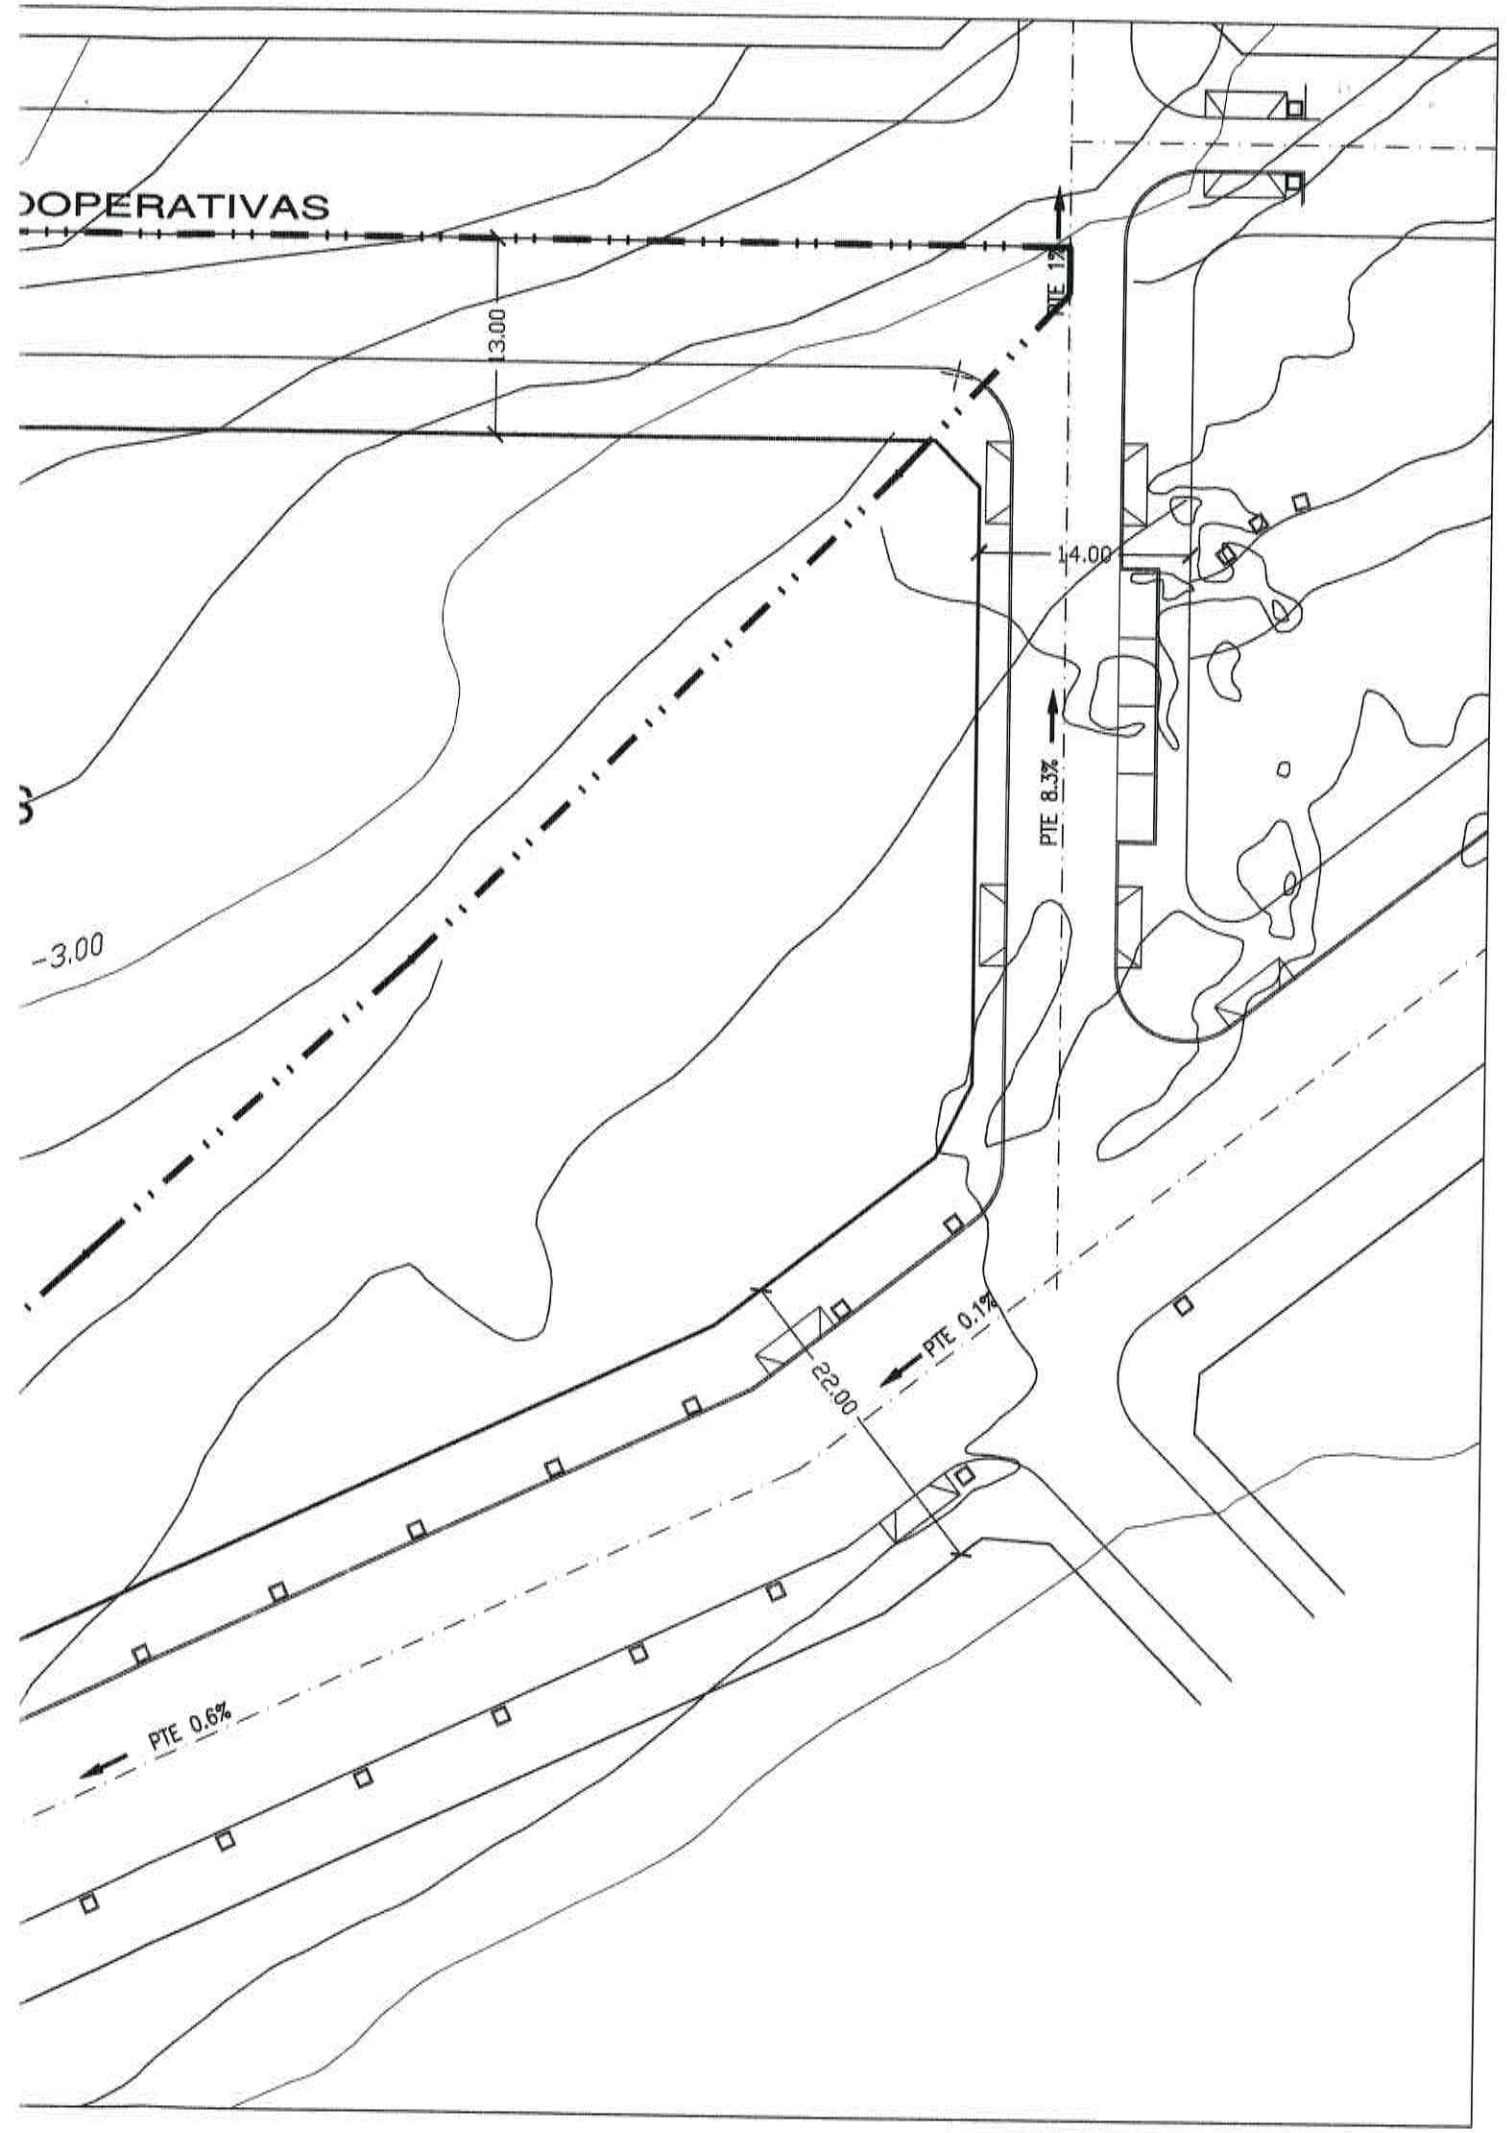 OOPERATIVAS
PTE 1%
13.00
14.00
PTE 8.3%
S
-3.00
PTE 0.1%
22.00
PTE 0.6%